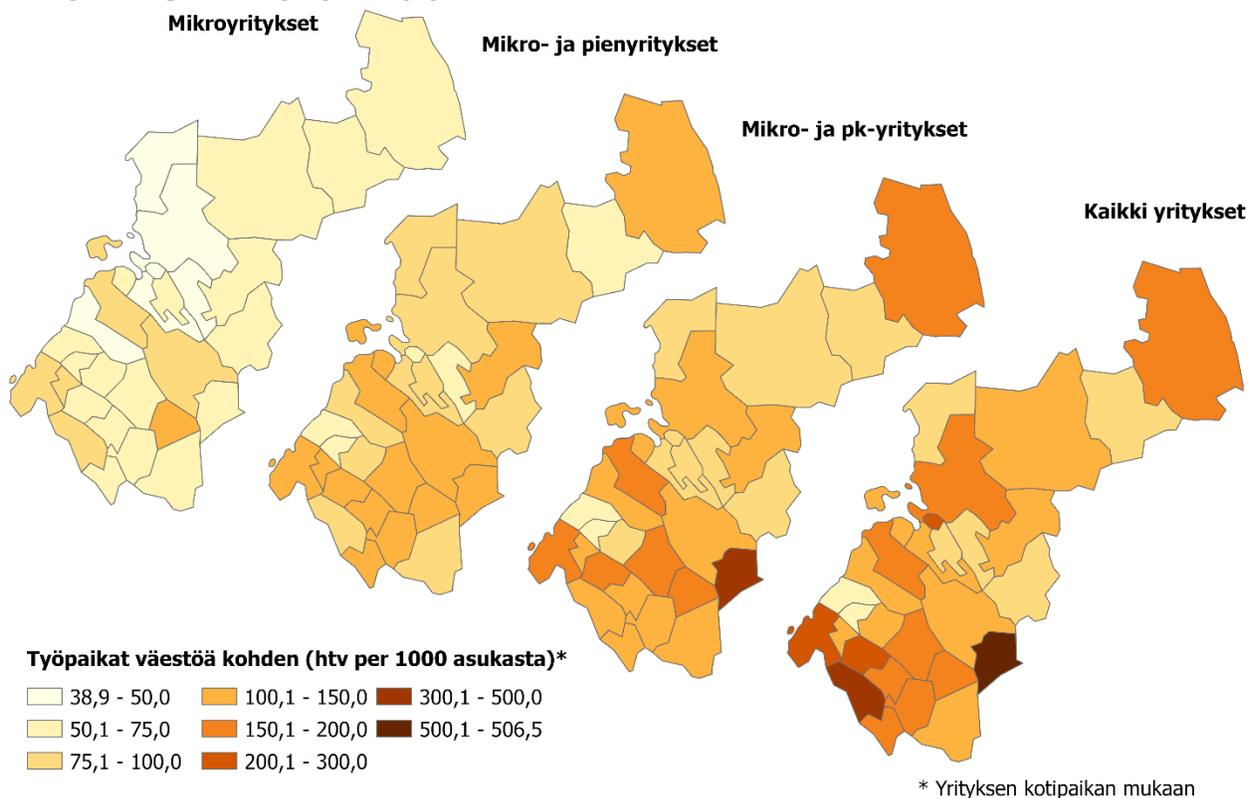 Mikroyritykset
Mikro- ja pienyritykset
Mikro- ja pk-yritykset
Kaikki yritykset
Työpaikat väestöä kohden (htv per 1000 asukasta)*
38,9 - 50,0
50,1 - 75,0
75,1 - 100,0
100,1 - 150,0
150,1 - 200,0
200,1 - 300,0
300,1 - 500,0
500,1 - 506,5
* Yrityksen kotipaikan mukaan